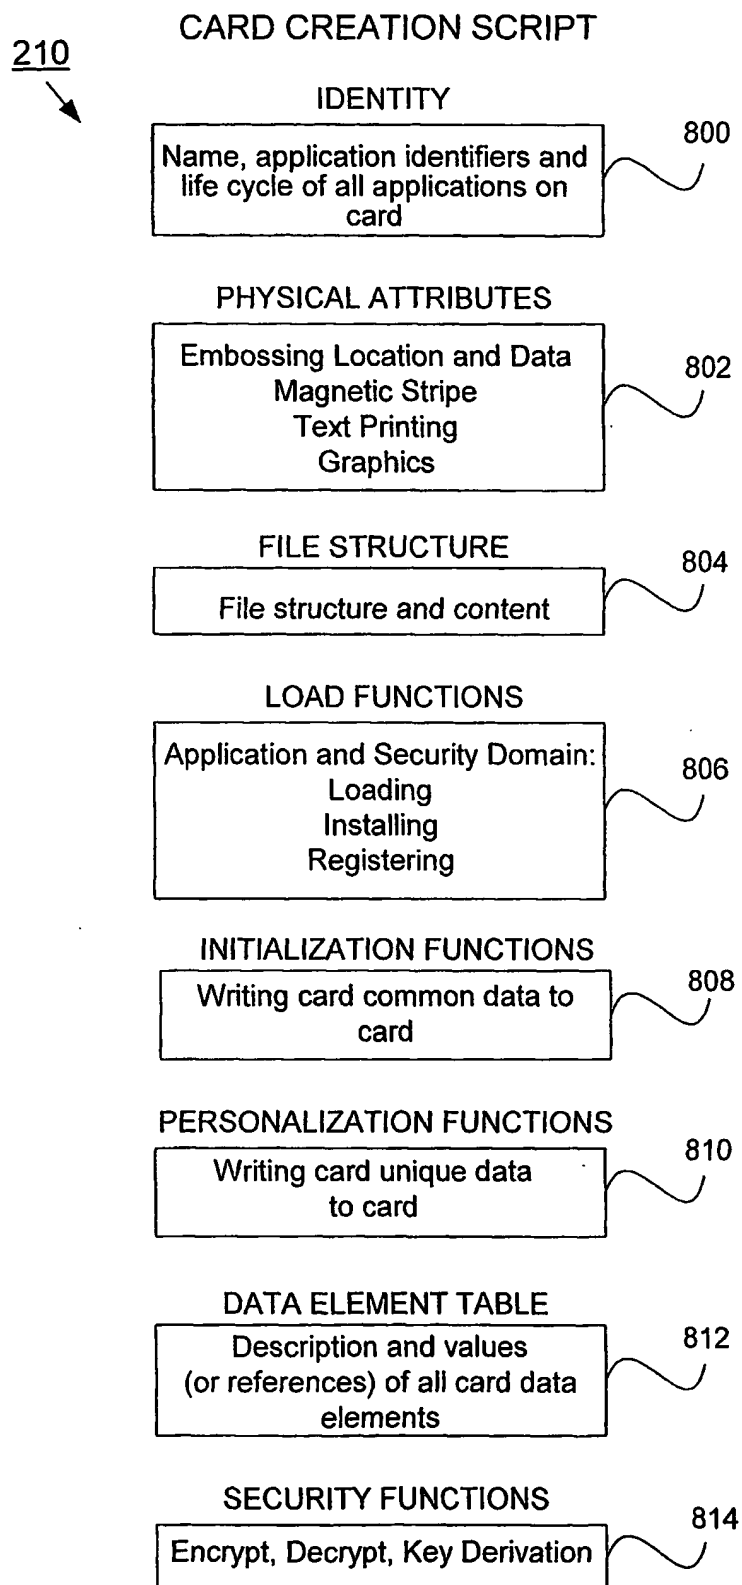 CARD CREATION SCRIPT
210
IDENTITY
800
Name, application identifiers and
life cycle of all applications on
card
PHYSICAL ATTRIBUTES
802
Embossing Location and Data
Magnetic Stripe
Text Printing
Graphics
FILE STRUCTURE
804
File structure and content
LOAD FUNCTIONS
806
Application and Security Domain:
Loading
Installing
Registering
INITIALIZATION FUNCTIONS
808
Writing card common data to
card
PERSONALIZATION FUNCTIONS
810
Writing card unique data
to card
DATA ELEMENT TABLE
812
Description and values
(or references) of all card data
elements
SECURITY FUNCTIONS
814
Encrypt, Decrypt, Key Derivation